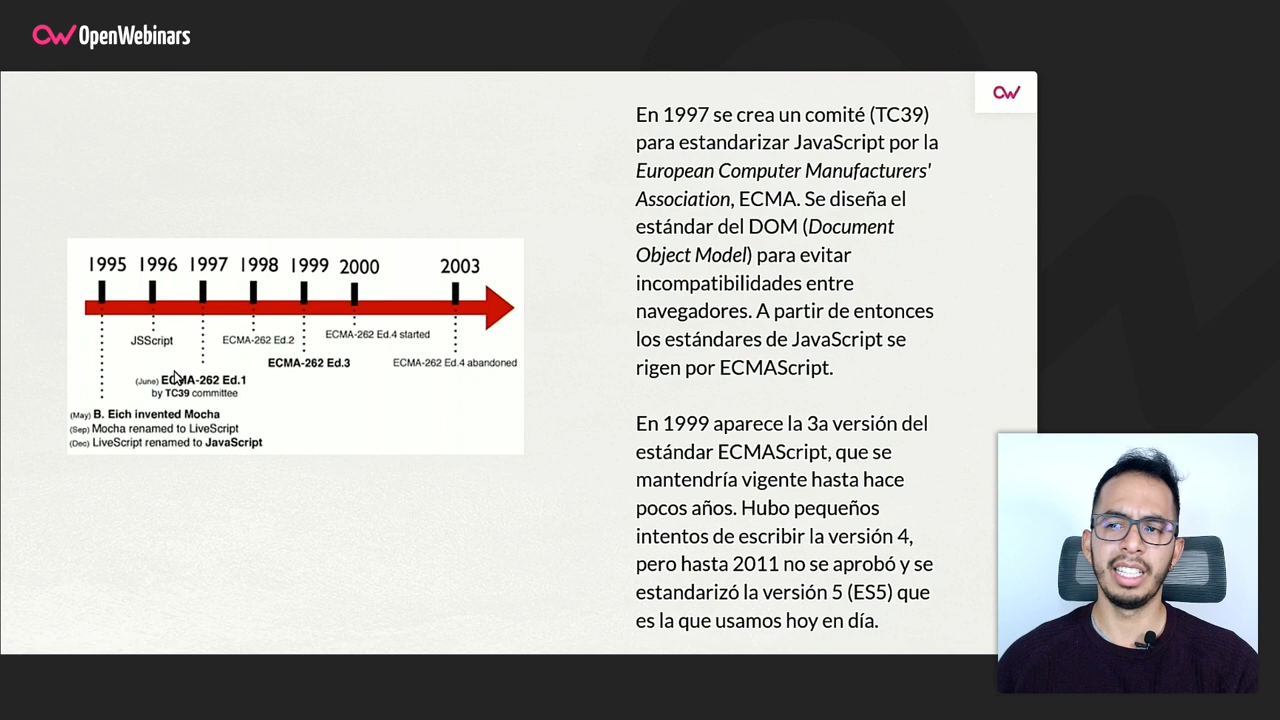 OpenWebinars
En 1997 se crea un comité (TC39)
para estandarizar JavaScript por la
European Computer Manufacturers'
Association, ECMA. Se diseña el
estándar del DOM (Document
Object Model) para evitar
incompatibilidades entre
navegadores. A partir de entonces
los estándares de JavaScript se
rigen por ECMAScript.
En 1999 aparece la 3a versión del
estándar ECMAScript, que se
mantendría vigente hasta hace
pocos años. Hubo pequeños
intentos de escribir la versión 4,
pero hasta 2011 no se aprobó y se
estandarizó la versión 5 (ES5) que
es la que usamos hoy en día.
1995 1996 1997 1998 1999 2000 2003
JSScript
ECMA-262 Ed.2
ECMA-262 Ed.4 started
ECMA-262 Ed.3
ECMA-262 Ed.4 abandoned
(June) ECMA-262 Ed.1
by TC39 committee
(May) B. Eich invented Mocha
(Sep) Mocha renamed to LiveScript
(Dec) LiveScript renamed to JavaScript